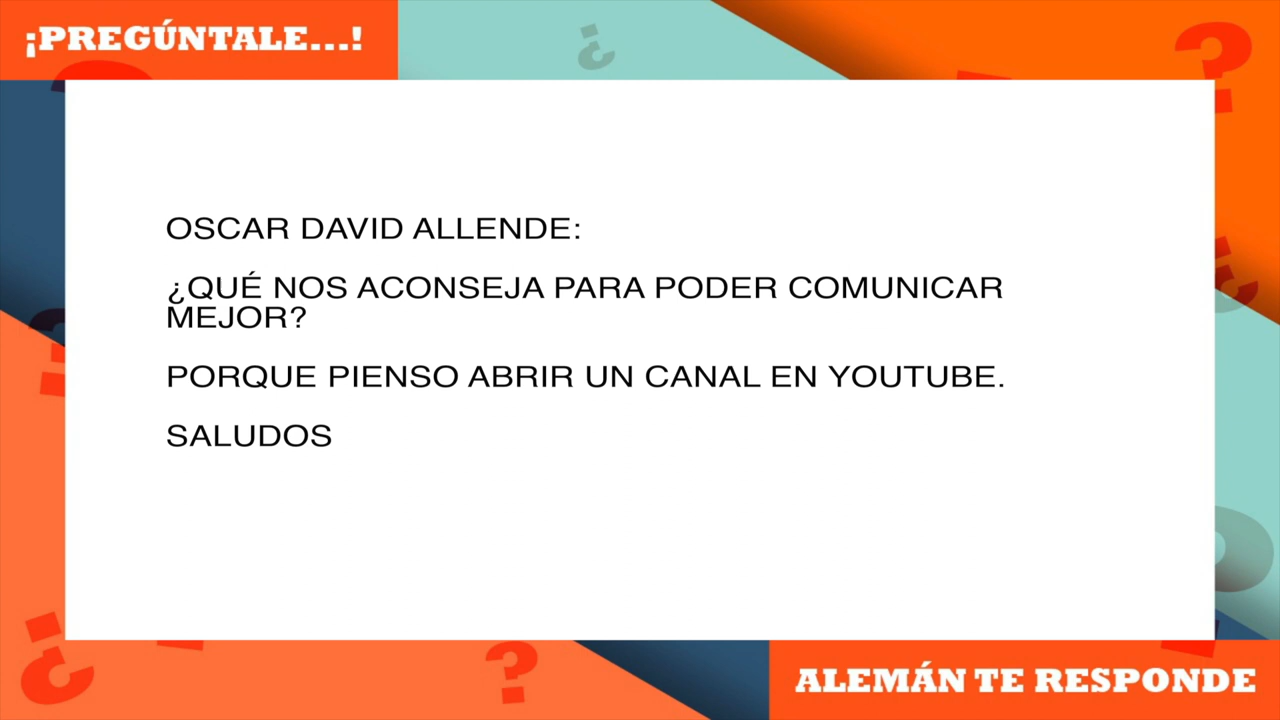 ¡PREGÚNTALE...!
OSCAR DAVID ALLENDE:
¿QUÉ NOS ACONSEJA PARA PODER COMUNICAR
MEJOR?
PORQUE PIENSO ABRIR UN CANAL EN YOUTUBE.
SALUDOS
ALEMÁN TE RESPONDE